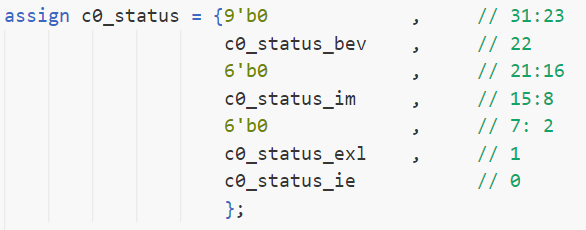 assign c0_status = {9'b0 , // 31:23
c0_status_bev , // 22
6'b0 , // 21:16
c0_status_im , // 15:8
6'b0 , // 7: 2
c0_status_exl , // 1
c0_status_ie // 0
};